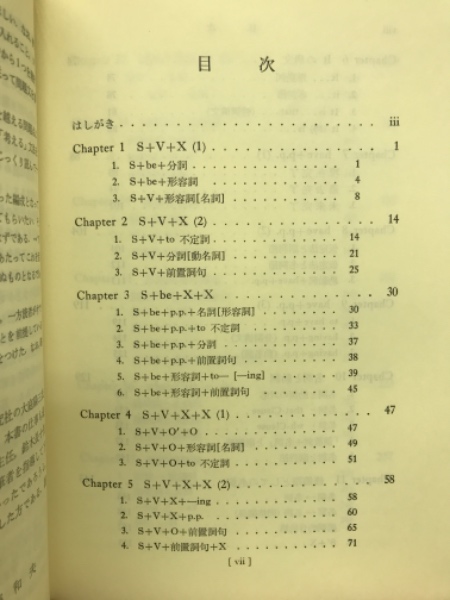 目次
はしがき . . . . . . . . . . . . . . . . . . . . . . . iii
Chapter 1 S+V+X (1) . . . . . . . . . . . . . . . 1
1. S+be+分詞 . . . . . . . . . . . . . . 1
2. S+be+形容詞 . . . . . . . . . . . . . . 4
3. S+V+形容詞[名詞] . . . . . . . . . . . . 8
Chapter 2 S+V+X (2) . . . . . . . . . . . . . . . 14
1. S+V+to 不定詞 . . . . . . . . . . . . . 14
2. S+V+分詞[動名詞] . . . . . . . . . . . . 21
3. S+V+前置詞句 . . . . . . . . . . . . . 25
Chapter 3 S+be+X+X . . . . . . . . . . . . . . . 30
1. S+be+p.p.+名詞[形容詞] . . . . . . . . . 30
2. S+be+p.p.+to 不定詞 . . . . . . . . . . 33
3. S+be+p.p.+分詞 . . . . . . . . . . . . 37
4. S+be+p.p.+前置詞句 . . . . . . . . . . 38
5. S+be+形容詞+to— [—ing] . . . . . . . . 39
6. S+be+形容詞+前置詞句 . . . . . . . . . 45
Chapter 4 S+V+X+X (1) . . . . . . . . . . . . . . 47
1. S+V+O′+O . . . . . . . . . . . . . . 47
2. S+V+O+形容詞[名詞] . . . . . . . . . . 49
3. S+V+O+to 不定詞 . . . . . . . . . . . 51
Chapter 5 S+V+X+X (2) . . . . . . . . . . . . . . 58
1. S+V+X+—ing . . . . . . . . . . . . . 58
2. S+V+X+p.p. . . . . . . . . . . . . . 60
3. S+V+O+前置詞句 . . . . . . . . . . . . 65
4. S+V+前置詞句+X . . . . . . . . . . . . 71
[ vii ]